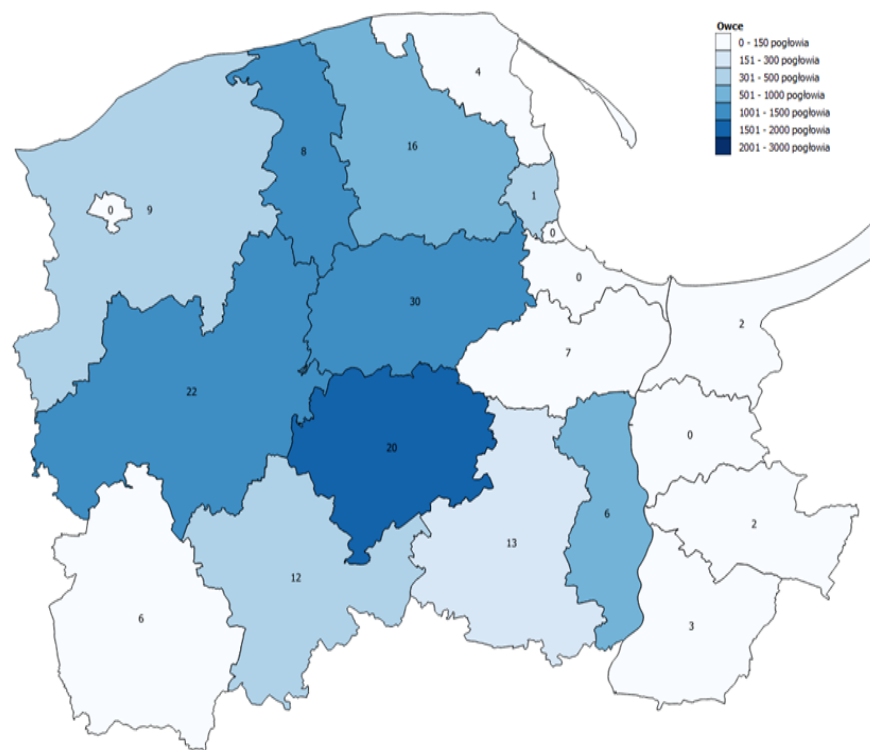 Owce
0 - 150 pogłowia
151 - 300 pogłowia
301 - 500 pogłowia
501 - 1000 pogłowia
1001 - 1500 pogłowia
1501 - 2000 pogłowia
2001 - 3000 pogłowia
4
16
8
1
0
9
0
0
30
2
7
22
0
20
6
2
13
12
6
3